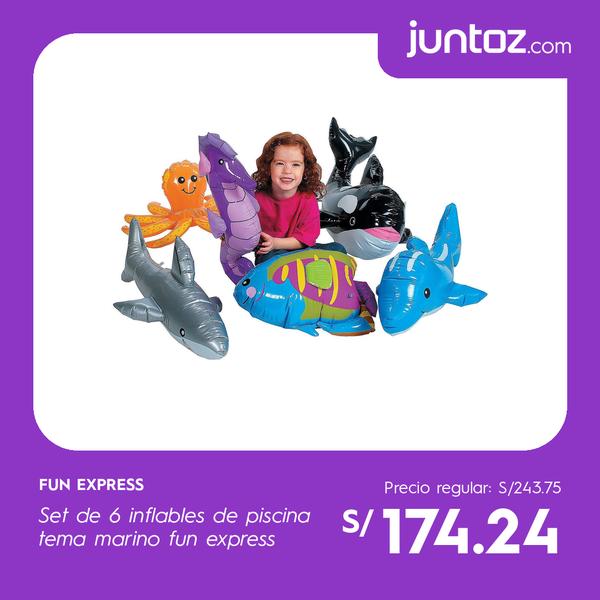 juntoz.com
FUN EXPRESS
Set de 6 inflables de piscina
tema marino fun express
Precio regular: S/243.75
S/174.24